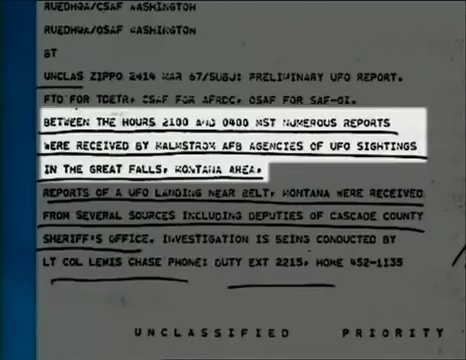 RUEDHQA/CSAF WASHINGTON
RUEDHQA/OSAF WASHINGTON
BT
UNCLAS ZIPPO 2414 MAR 67/SUBJ: PRELIMINARY UFO REPORT.
FTD FOR TDETR, CSAF FOR AFRDC, OSAF FOR SAF-OI.
BETWEEN THE HOURS 2100 AND 0400 MST NUMEROUS REPORTS
WERE RECEIVED BY MALMSTROM AFB AGENCIES OF UFO SIGHTINGS
IN THE GREAT FALLS, MONTANA AREA.
REPORTS OF A UFO LANDING NEAR BELT, MONTANA WERE RECEIVED
FROM SEVERAL SOURCES INCLUDING DEPUTIES OF CASCADE COUNTY
SHERIFF'S OFFICE. INVESTIGATION IS BEING CONDUCTED BY
LT COL LEWIS CHASE PHONE: DUTY EXT 2215, HOME 452-1135
UNCLASSIFIED PRIORITY